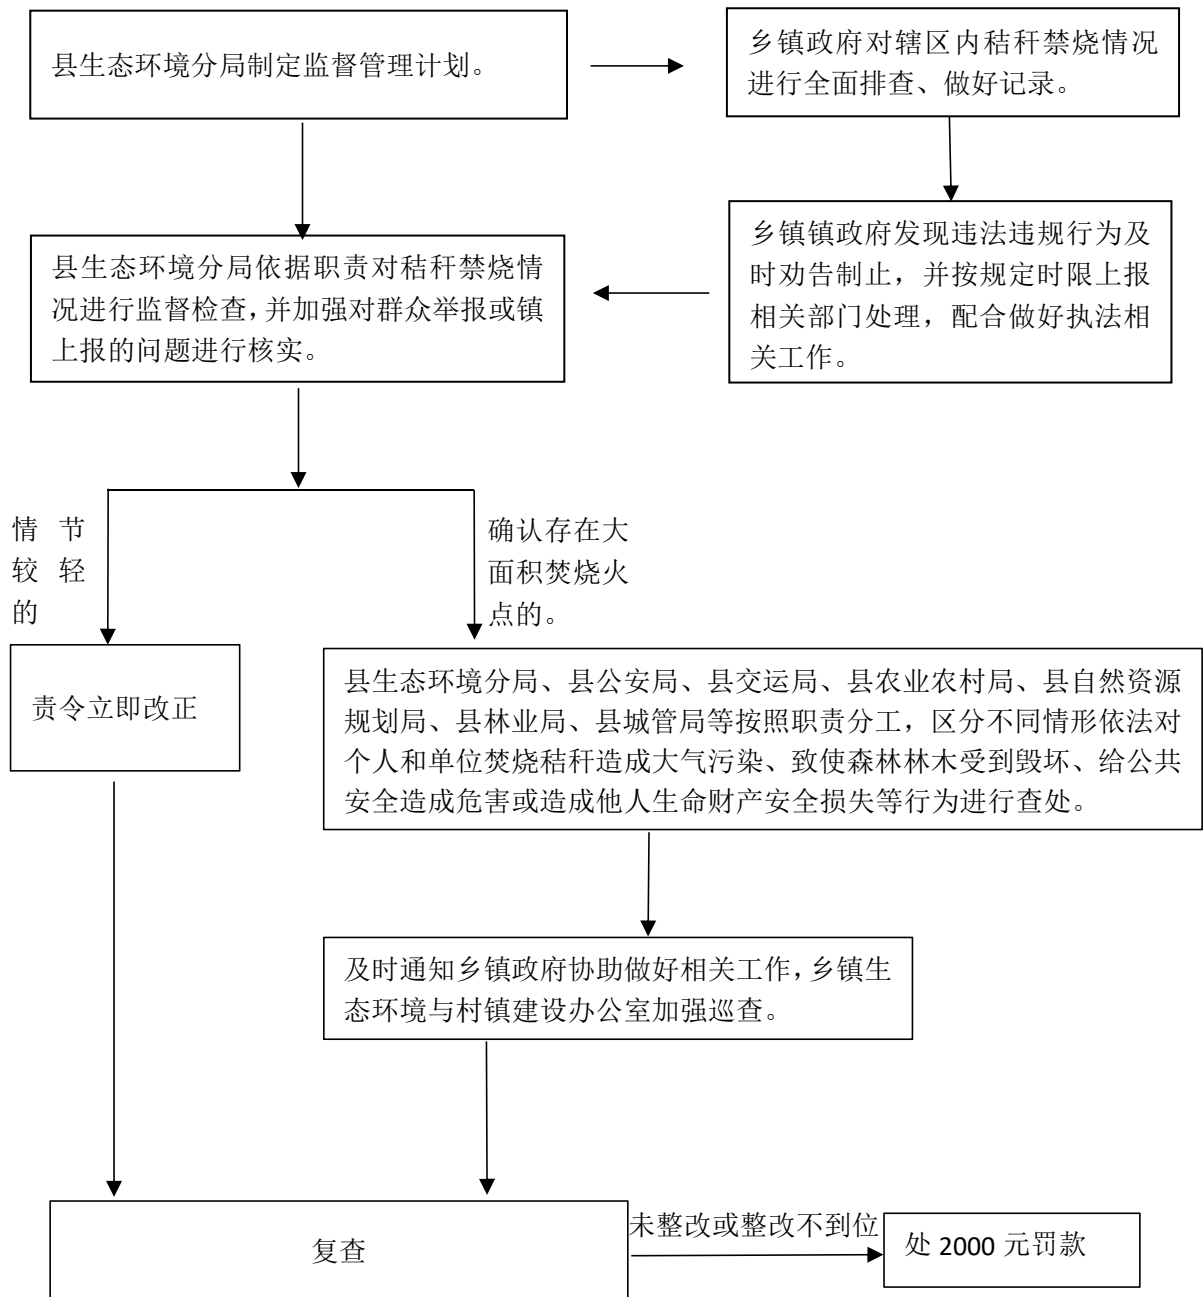 县生态环境分局制定监督管理计划。
乡镇政府对辖区内秸秆禁烧情况
进行全面排查、做好记录。
县生态环境分局依据职责对秸秆禁烧情
况进行监督检查,并加强对群众举报或镇
上报的问题进行核实。
乡镇镇政府发现违法违规行为及
时劝告制止，并按规定时限上报
相关部门处理，配合做好执法相
关工作。
情节
较轻
的
确认存在大
面积焚烧火
点的。
责令立即改正
县生态环境分局、县公安局、县交运局、县农业农村局、县自然资源
规划局、县林业局、县城管局等按照职责分工，区分不同情形依法对
个人和单位焚烧秸秆造成大气污染、致使森林林木受到毁坏、给公共
安全造成危害或造成他人生命财产安全损失等行为进行查处。
及时通知乡镇政府协助做好相关工作,乡镇生
态环境与村镇建设办公室加强巡查。
复查
未整改或整改不到位
处 2000 元罚款